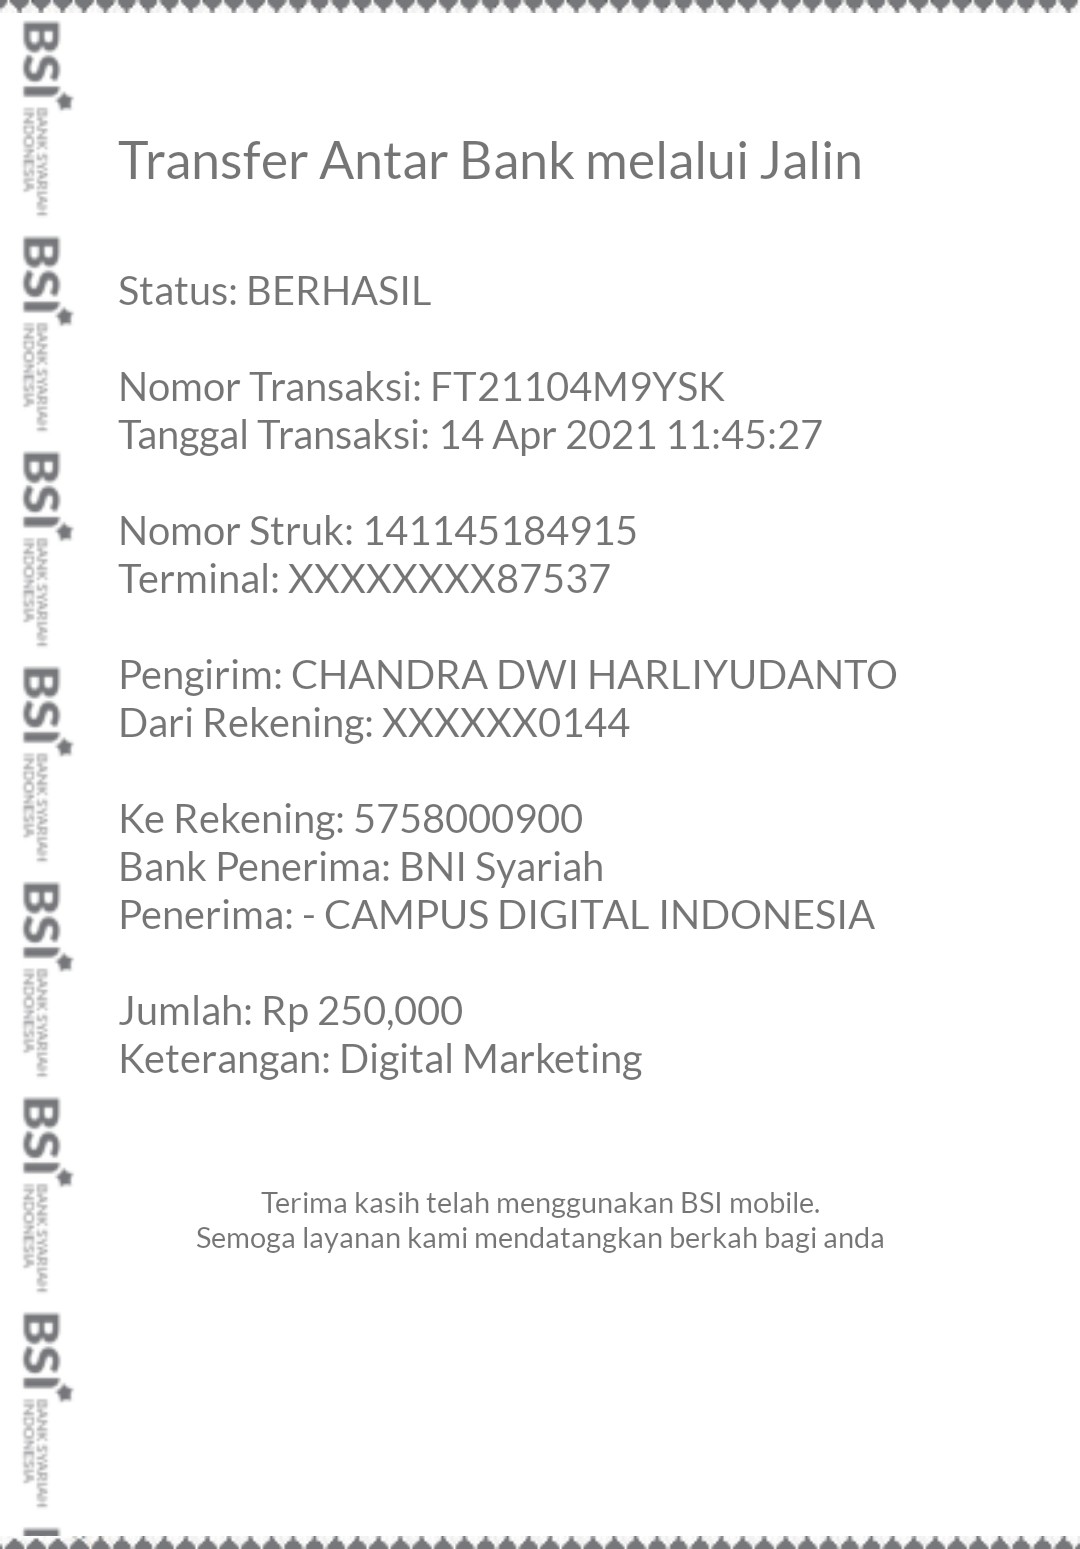 Transfer Antar Bank melalui Jalin
Status: BERHASIL
Nomor Transaksi: FT21104M9YSK
Tanggal Transaksi: 14 Apr 2021 11:45:27
Nomor Struk: 141145184915
Terminal: XXXXXXXX87537
Pengirim: CHANDRA DWI HARLIYUDANTO
Dari Rekening: XXXXXX0144
Ke Rekening: 5758000900
Bank Penerima: BNI Syariah
Penerima: - CAMPUS DIGITAL INDONESIA
Jumlah: Rp 250,000
Keterangan: Digital Marketing
Terima kasih telah menggunakan BSI mobile.
Semoga layanan kami mendatangkan berkah bagi anda
BSI
BANK SYARIAH
INDONESIA
BSI
BANK SYARIAH
INDONESIA
BSI
BANK SYARIAH
INDONESIA
BSI
BANK SYARIAH
INDONESIA
BSI
BANK SYARIAH
INDONESIA
BSI
BANK SYARIAH
INDONESIA
BSI
BANK SYARIAH
INDONESIA